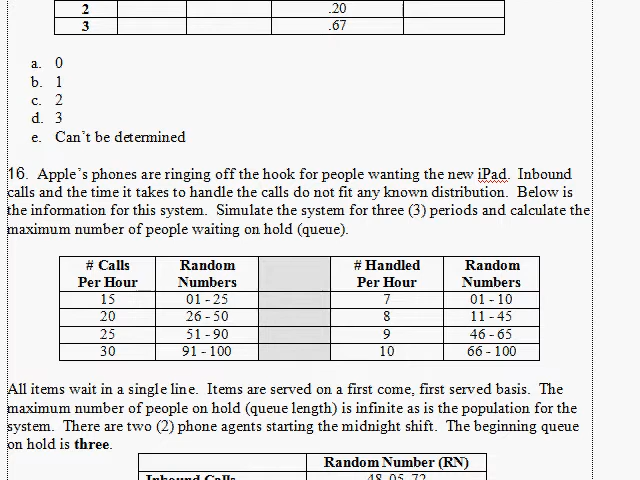 2 .20
3 .67
a. 0
b. 1
c. 2
d. 3
e. Can't be determined
16. Apple's phones are ringing off the hook for people wanting the new iPad. Inbound
calls and the time it takes to handle the calls do not fit any known distribution. Below is
the information for this system. Simulate the system for three (3) periods and calculate the
maximum number of people waiting on hold (queue).
# Calls Per Hour Random Numbers # Handled Per Hour Random Numbers
15 01 - 25 7 01 - 10
20 26 - 50 8 11 - 45
25 51 - 90 9 46 - 65
30 91 - 100 10 66 - 100
All items wait in a single line. Items are served on a first come, first served basis. The
maximum number of people on hold (queue length) is infinite as is the population for the
system. There are two (2) phone agents starting the midnight shift. The beginning queue
on hold is three.
Random Number (RN)
Inbound Calls 48, 05, 72